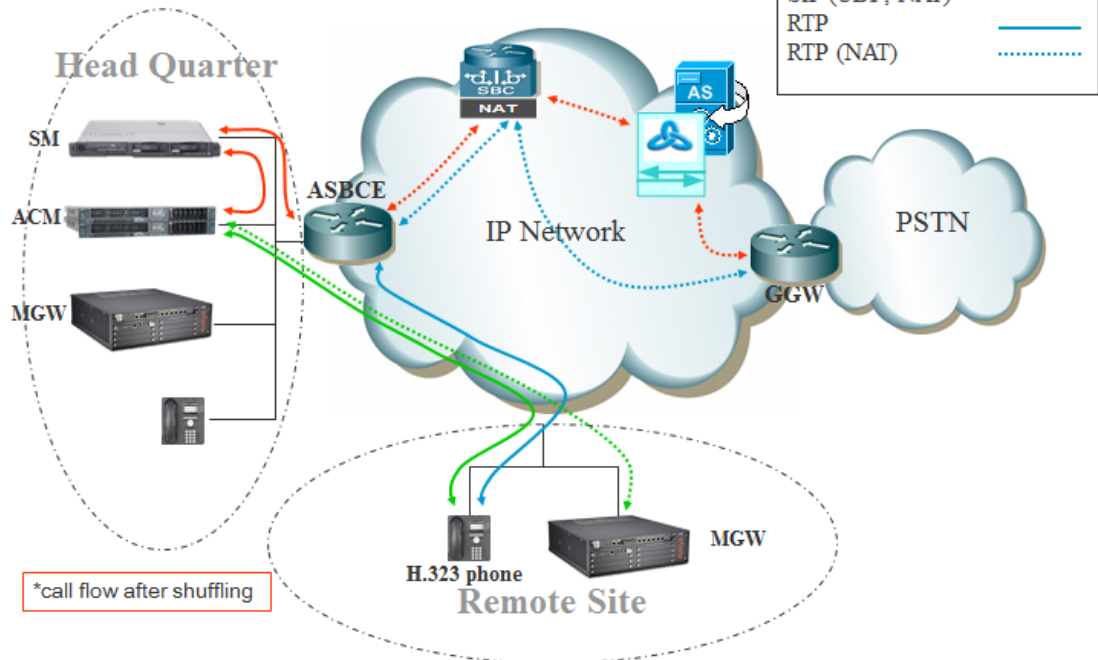 RTP
RTP (NAT)
Head Quarter
SM
SBC
NAT
AS
ASBCE
ACM
IP Network
PSTN
GGW
MGW
MGW
H.323 phone
*call flow after shuffling
Remote Site